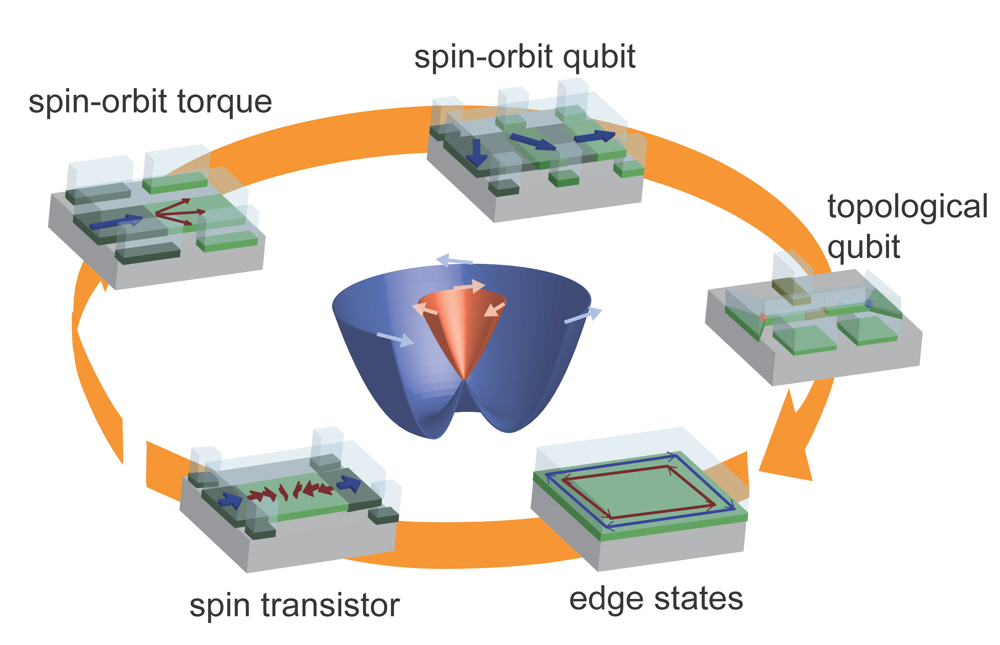 spin-orbit qubit
spin-orbit torque
topological
qubit
spin transistor
edge states